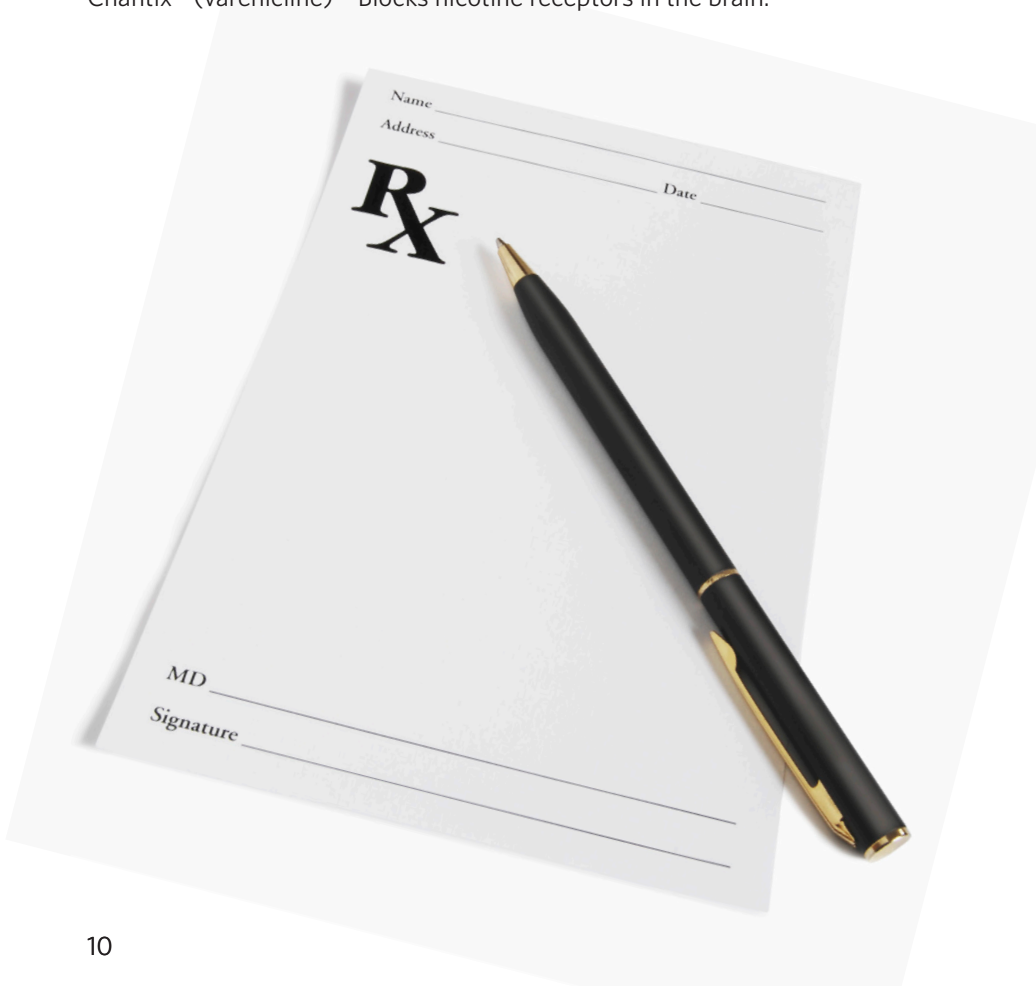 Chantix (varenicline) Blocks nicotine receptors in the brain.
Name
Address
Date
RX
MD
Signature
10